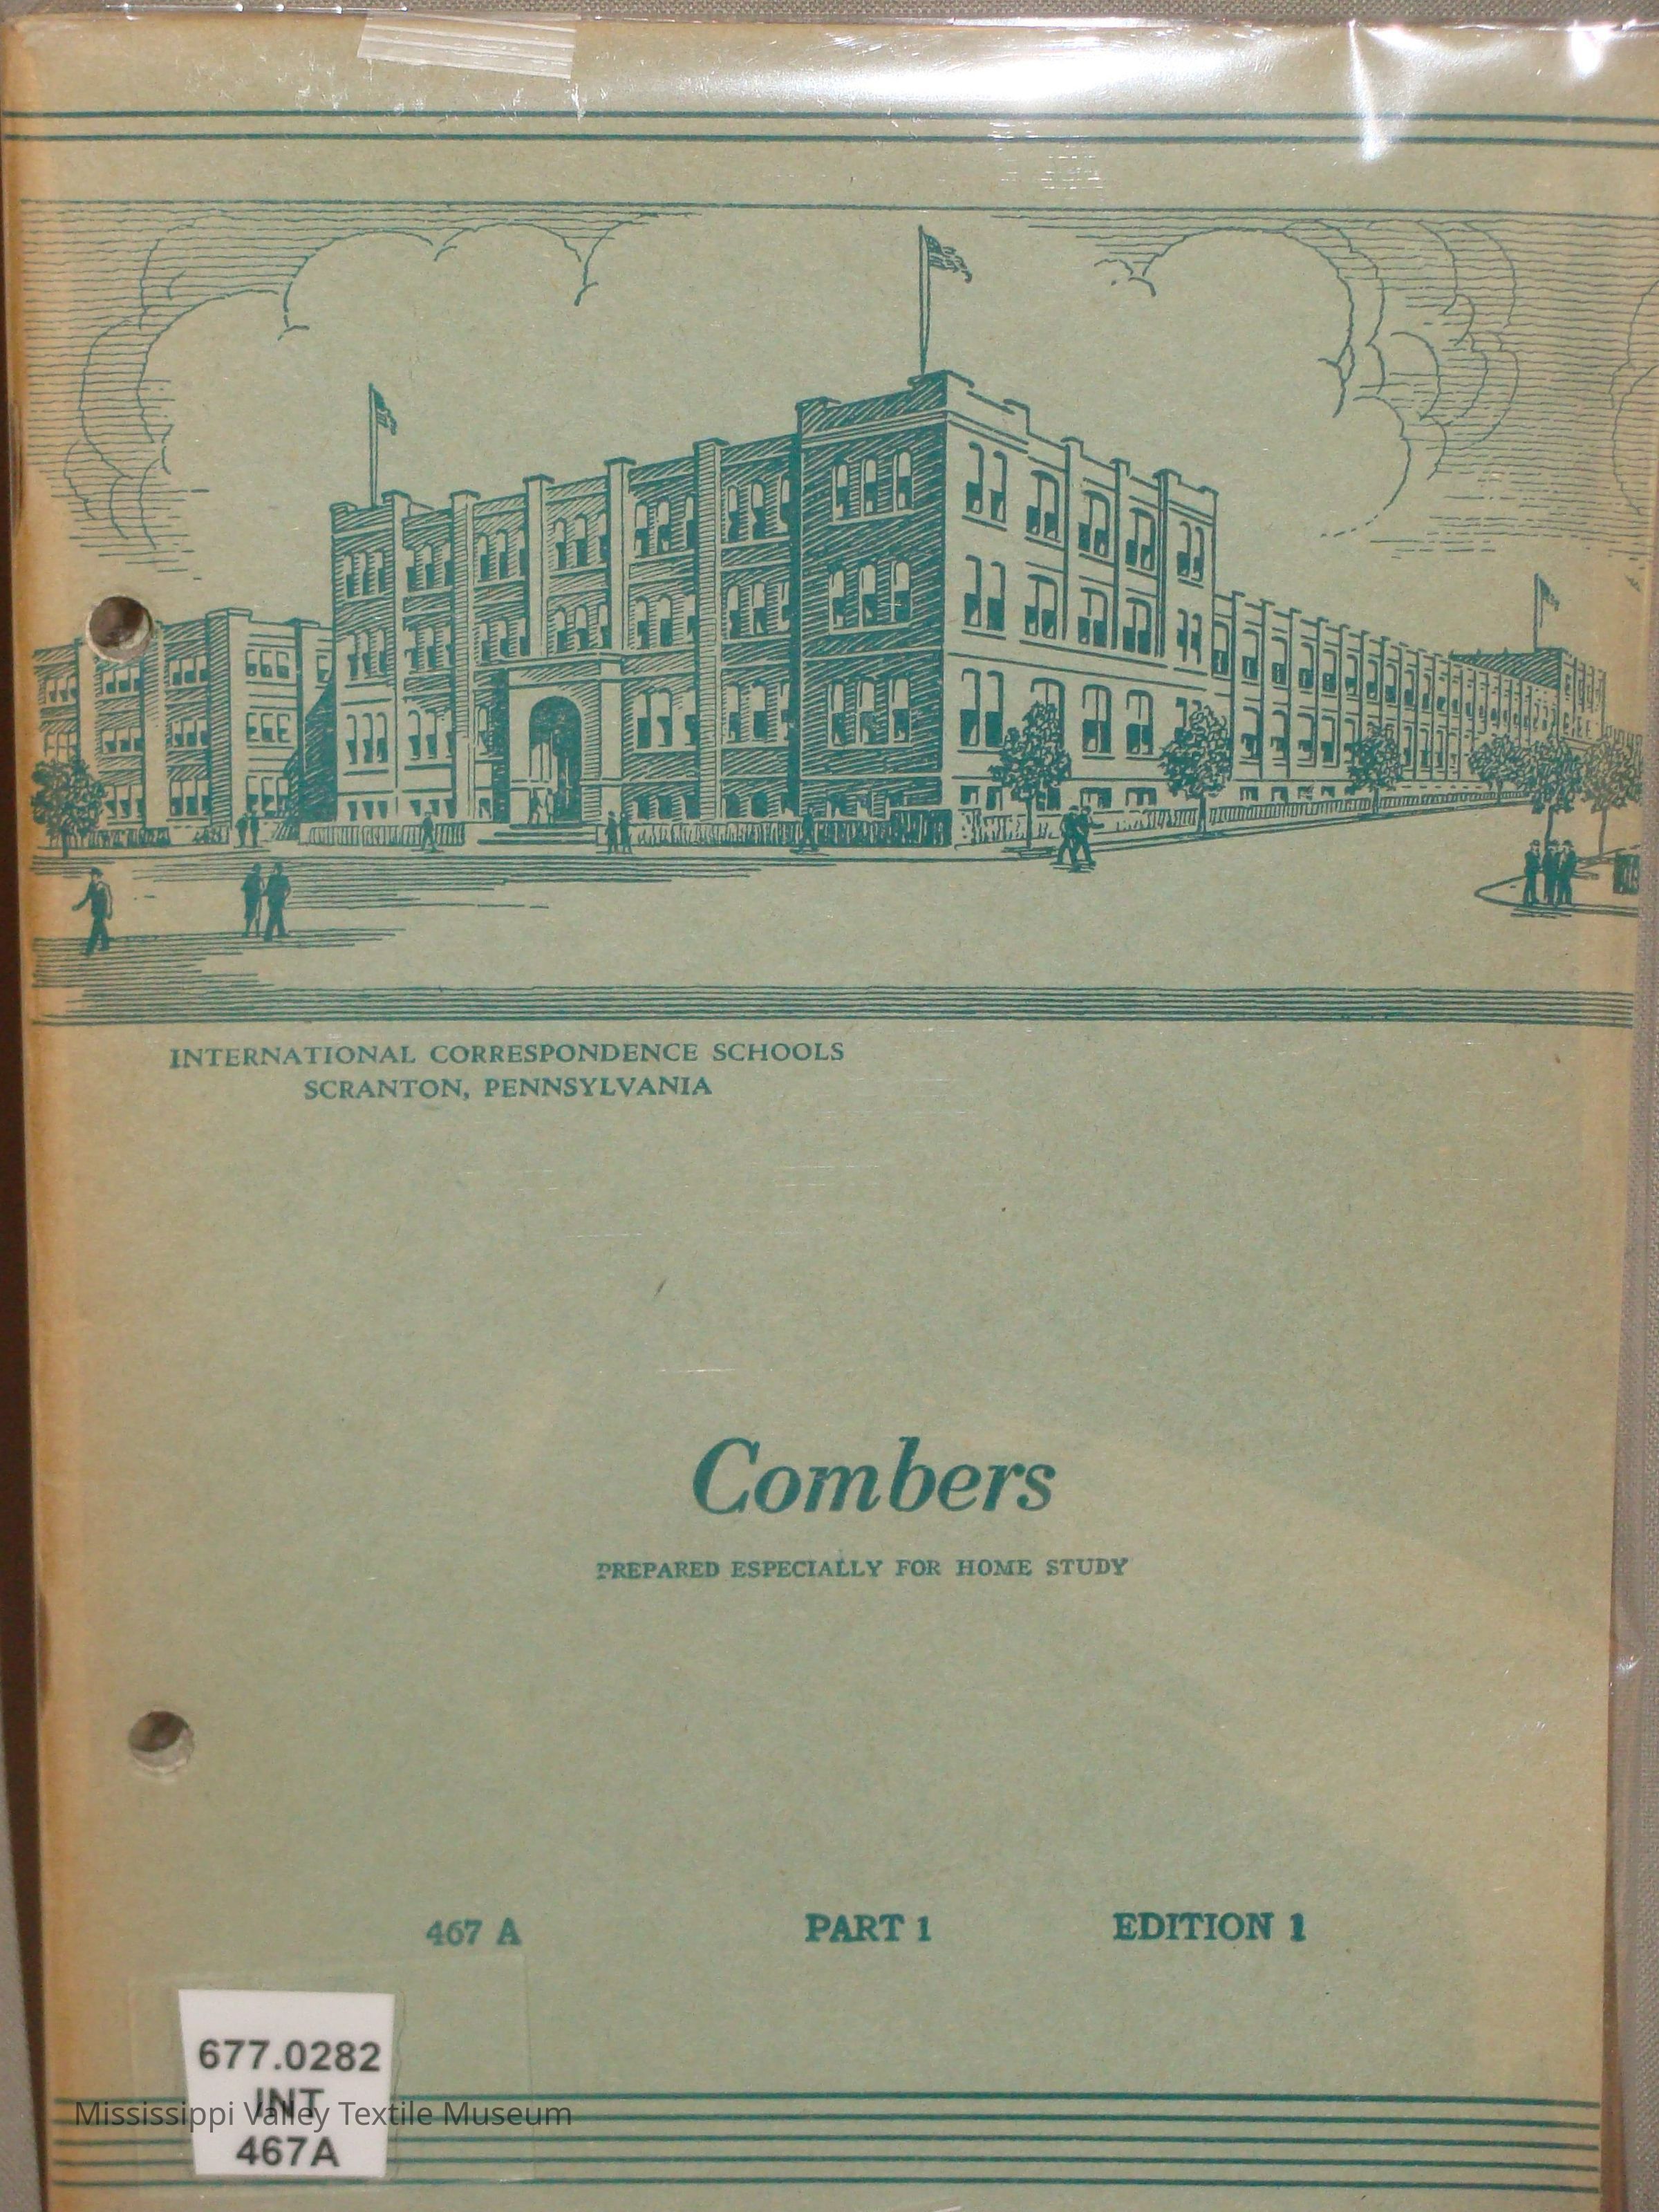 INTERNATIONAL CORRESPONDENCE SCHOOLS
SCRANTON, PENNSYLVANIA
Combers
PREPARED ESPECIALLY FOR HOME STUDY
467 A PART 1 EDITION 1
677.0282
INT
467A
Mississippi Valley Textile Museum